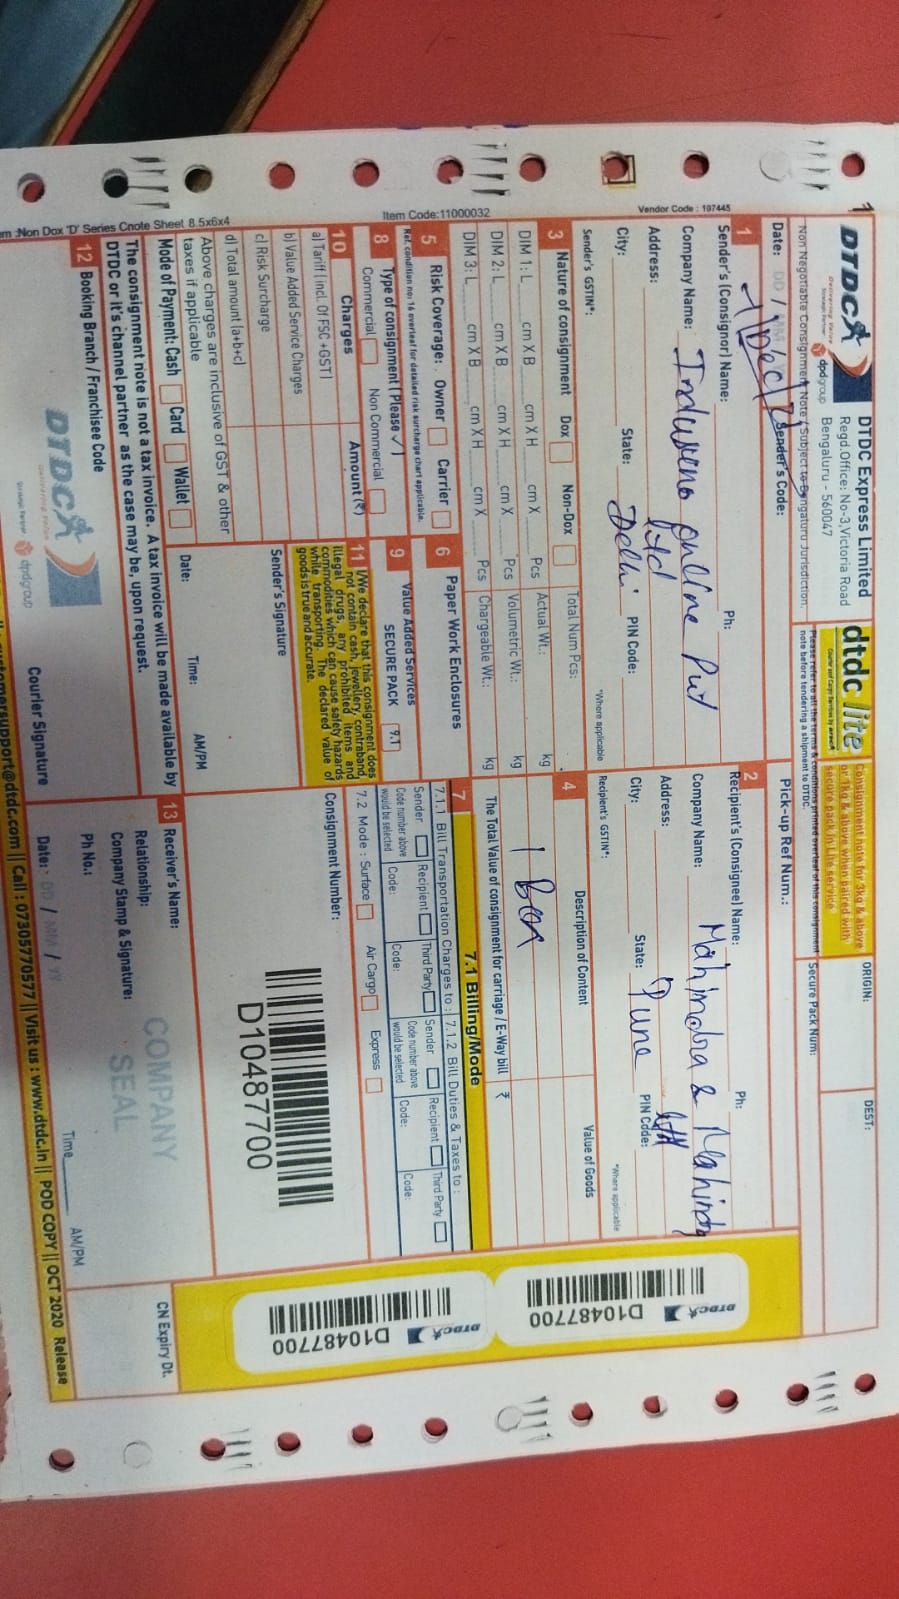 DTDC
dpdgroup
DTDC Express Limited
Regd.Office: No-3,Victoria Road
Bengaluru - 560047
dtdc lite
Courier and Cargo Services by aircraft
Consignment note for 3kg & above
or 1kg & above when paired with
secure pack in Lite service
ORIGIN:
DEST:
Non Negotiable Consignment Note / Subject to Bengaluru Jurisdiction.
Please refer to all the terms & conditions printed overleaf of this consignment
note before tendering a shipment to DTDC.
Date: DD /
Sender's Code:
Pick-up Ref Num.:
Secure Pack Num:
1 Sender's (Consignor) Name:
Ph:
Company Name: Online Pvt
Ltd
Address:
City:
State: Delhi
PIN Code:
Sender's GSTIN*:
*Where applicable
2 Recipient's (Consignee) Name:
Ph:
Company Name: Mahindra & Mahindra
Ltd
Address:
City:
State: Pune
PIN Code:
Recipient's GSTIN*:
*Where applicable
3 Nature of consignment Dox Non-Dox Total Num Pcs:
DIM 1: L cm X B cm X H cm X Pcs Actual Wt.: kg
DIM 2: L cm X B cm X H cm X Pcs Volumetric Wt.: kg
DIM 3: L cm X B cm X H cm X Pcs Chargeable Wt.: kg
4 Description of Content Value of Goods
1 Box
The Total Value of consignment for carriage / E-Way bill ₹
5 Risk Coverage: Owner Carrier
Ref. condition no:16 overleaf for detailed risk surcharge chart applicable.
6 Paper Work Enclosures
7 7.1 Billing/Mode
7.1.1 Bill Transportation Charges to : 7.1.2 Bill Duties & Taxes to :
Sender Recipient Third Party Sender Recipient Third Party
Code number above would be selected Code: Code: Code number above would be selected Code: Code:
7.2 Mode : Surface Air Cargo Express
8 Type of consignment (Please ✓)
Commercial Non Commercial
9 Value Added Services
SECURE PACK 9.1
10 Charges Amount (₹)
a) Tariff (incl. Of FSC +GST)
b) Value Added Service Charges
c) Risk Surcharge
d) Total amount (a+b+c)
Above charges are inclusive of GST & other
taxes if applicable
Mode of Payment: Cash Card Wallet
11 I/We declare that this consignment does
not contain cash, jewellery, contraband,
illegal drugs, any prohibited items and
commodities which can cause safety hazards
while transporting. The declared value of
goods is true and accurate.
Sender's Signature
Date: Time: AM/PM
Consignment Number:
D10487700
The consignment note is not a tax invoice. A tax invoice will be made available by
DTDC or it's channel partner as the case may be, upon request.
12 Booking Branch / Franchisee Code
DTDC
dpdgroup
Courier Signature
13 Receiver's Name:
Relationship:
Company Stamp & Signature:
COMPANY
SEAL
Ph No.:
Date: DD / MM / YY
Time AM/PM
CN Expiry Dt.
DTDC
D10487700
DTDC
D10487700
customersupport@dtdc.com || Call : 07305770577 || Visit us : www.dtdc.in || POD COPY || OCT 2020 Release
Non Dox 'D' Series Cnote Sheet 8.5x6x4
Item Code:11000032
Vendor Code : 197445